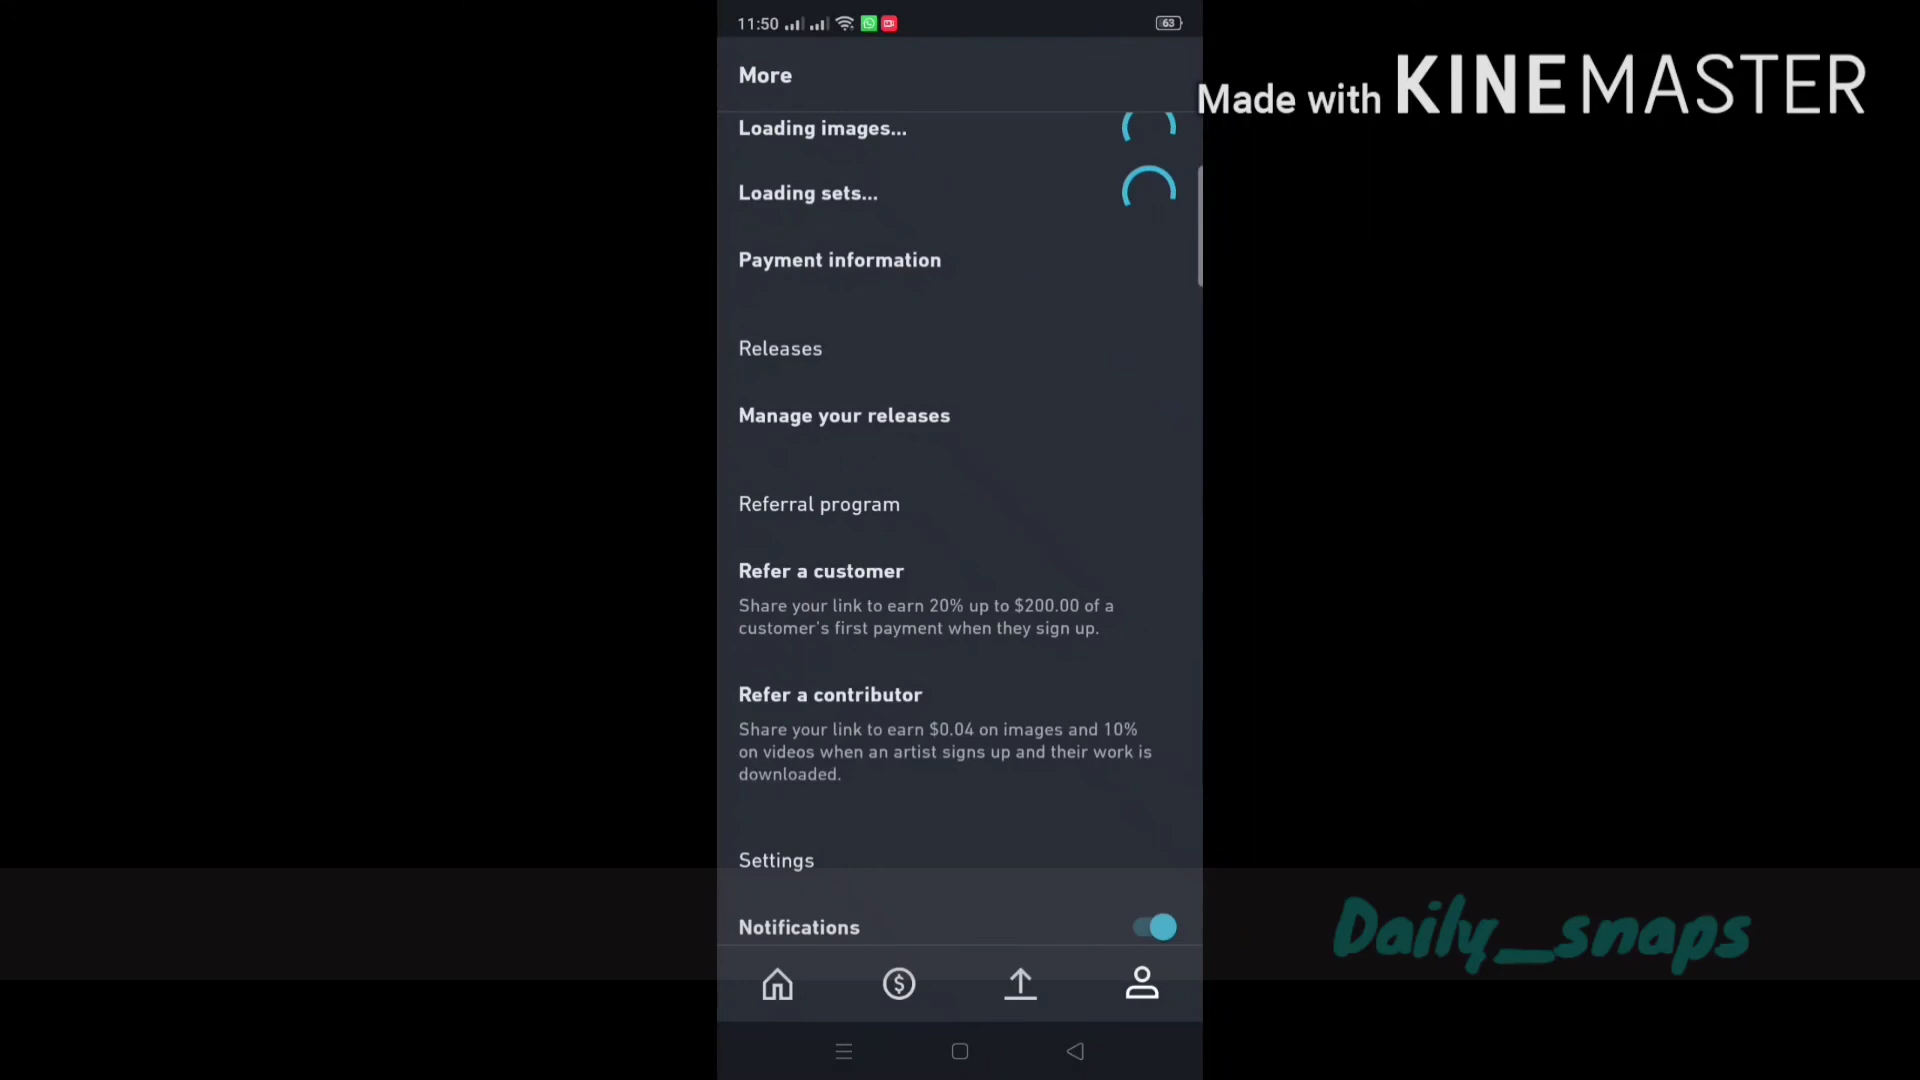 11:50
63
More
Made with KINEMASTER
Loading images...
Loading sets...
Payment information
Releases
Manage your releases
Referral program
Refer a customer
Share your link to earn 20% up to $200.00 of a
customer's first payment when they sign up.
Refer a contributor
Share your link to earn $0.04 on images and 10%
on videos when an artist signs up and their work is
downloaded.
Settings
Notifications
Daily_snaps